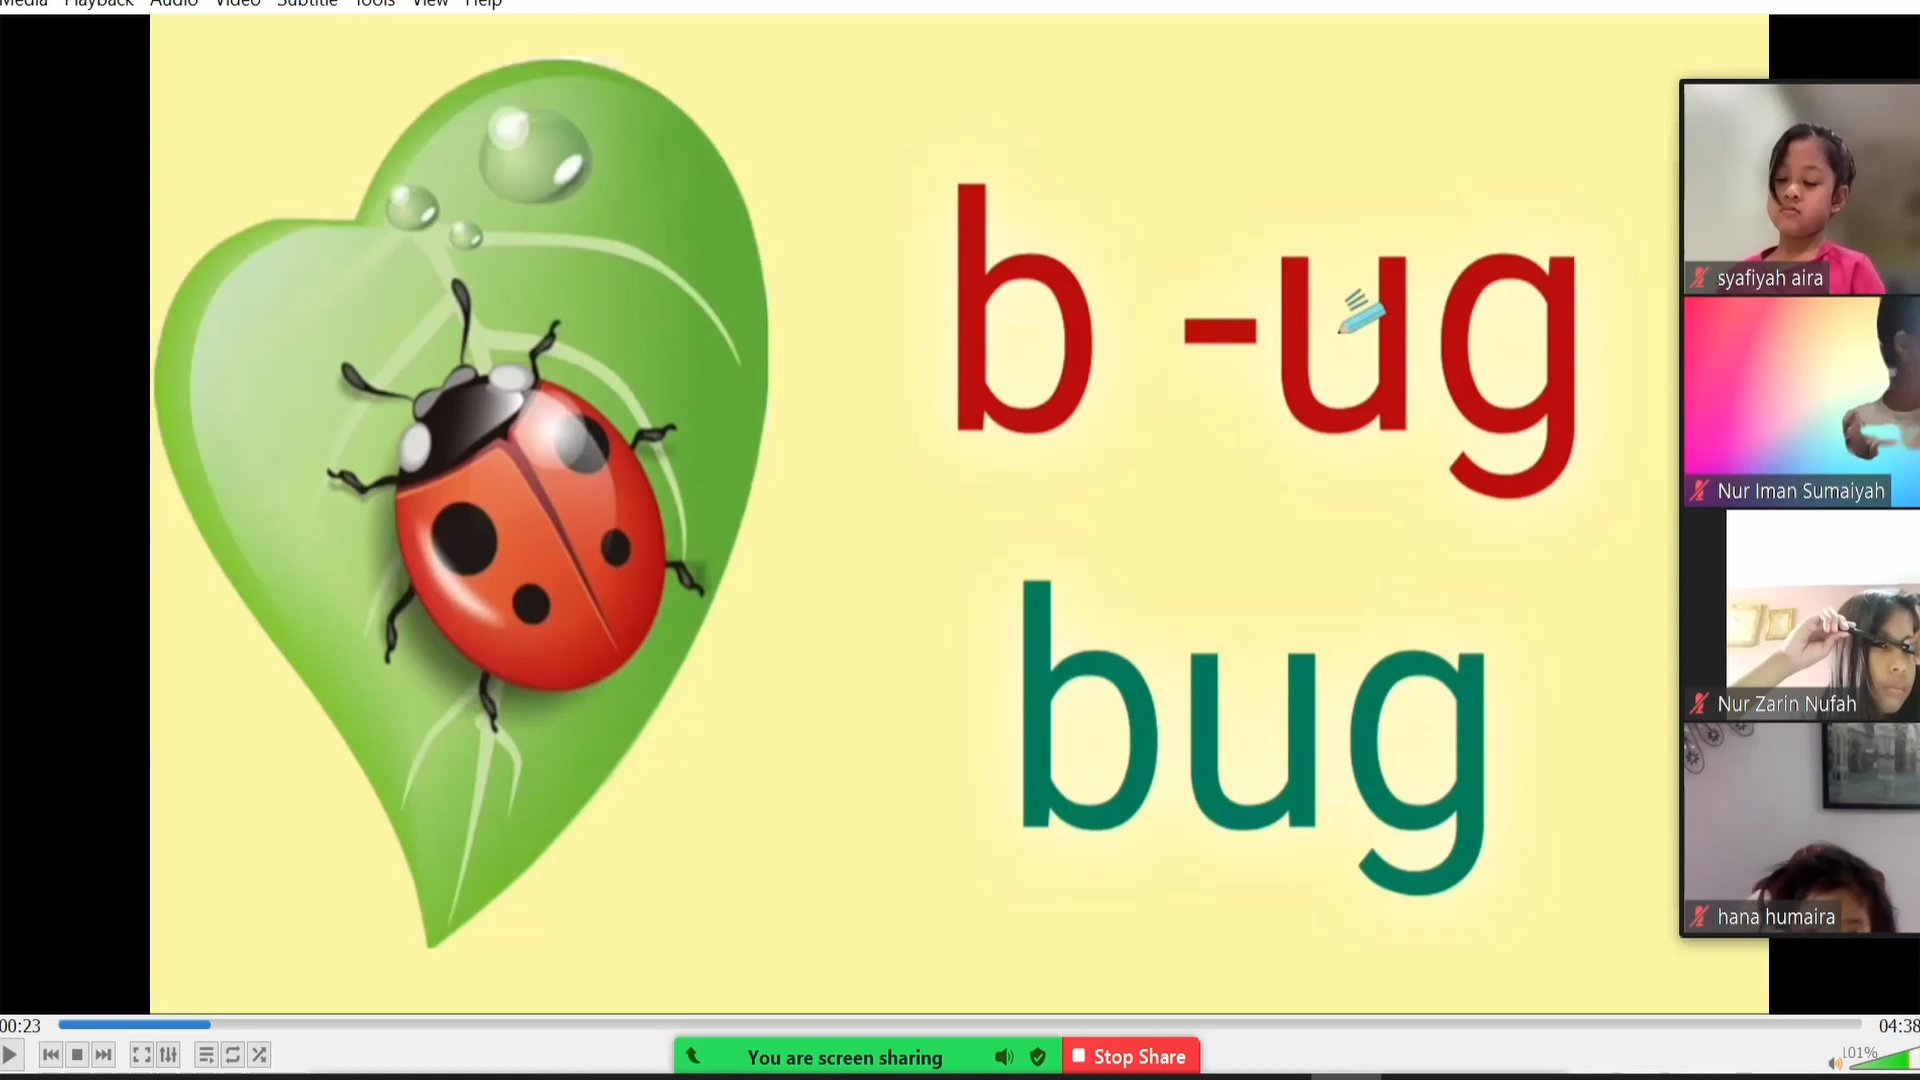 Media Playback Audio Video Subtitle Tools View Help
b -ug
bug
syafiyah aira
Nur Iman Sumaiyah
Nur Zarin Nufah
hana humaira
00:23
04:38
You are screen sharing
Stop Share
101%